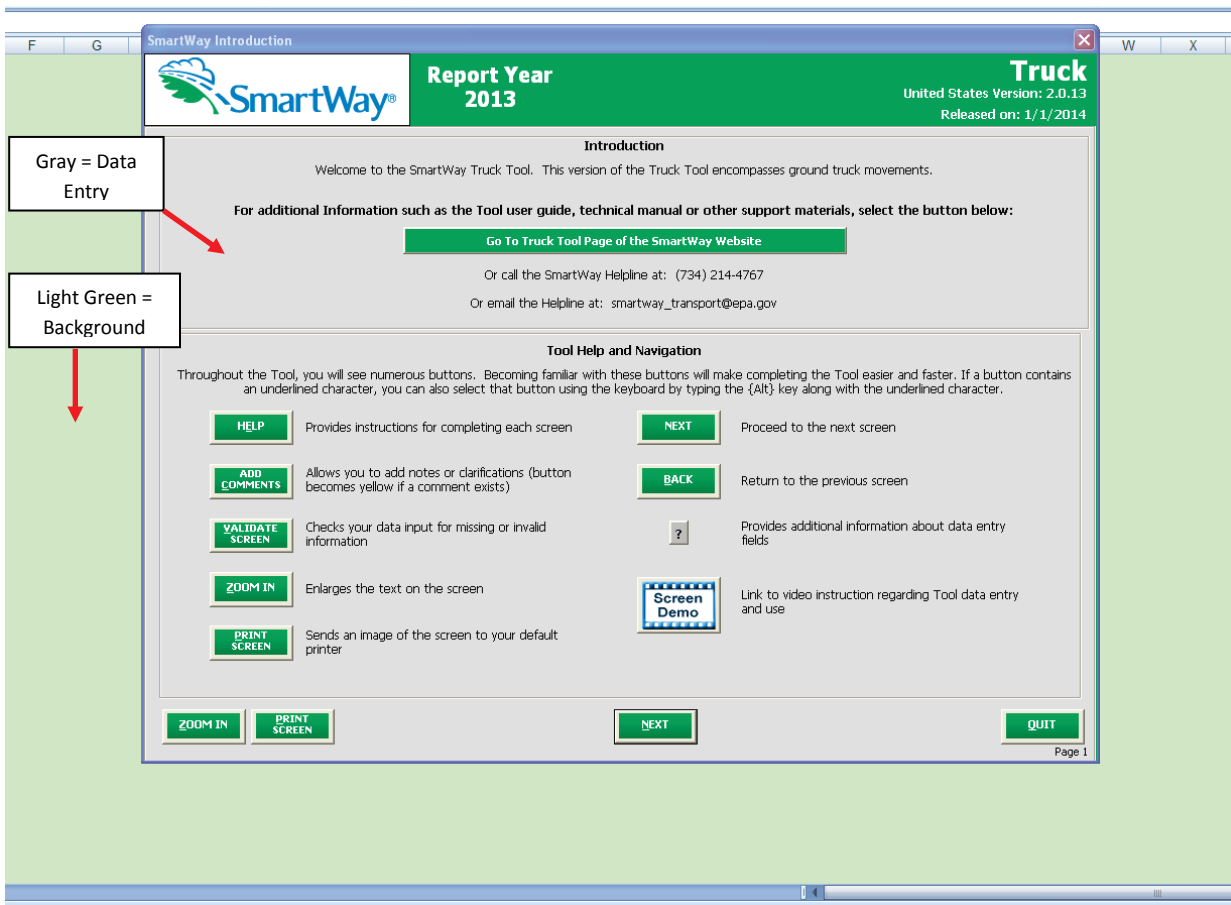 F G W X
SmartWay Introduction
SmartWay®
Report Year
2013
Truck
United States Version: 2.0.13
Released on: 1/1/2014
Gray = Data
Entry
Light Green =
Background
Introduction
Welcome to the SmartWay Truck Tool. This version of the Truck Tool encompasses ground truck movements.
For additional Information such as the Tool user guide, technical manual or other support materials, select the button below:
Go To Truck Tool Page of the SmartWay Website
Or call the SmartWay Helpline at: (734) 214-4767
Or email the Helpline at: smartway_transport@epa.gov
Tool Help and Navigation
Throughout the Tool, you will see numerous buttons. Becoming familiar with these buttons will make completing the Tool easier and faster. If a button contains
an underlined character, you can also select that button using the keyboard by typing the {Alt} key along with the underlined character.
HELP
Provides instructions for completing each screen
ADD
COMMENTS
Allows you to add notes or clarifications (button
becomes yellow if a comment exists)
VALIDATE
SCREEN
Checks your data input for missing or invalid
information
ZOOM IN
Enlarges the text on the screen
PRINT
SCREEN
Sends an image of the screen to your default
printer
NEXT
Proceed to the next screen
BACK
Return to the previous screen
?
Provides additional information about data entry
fields
Screen
Demo
Link to video instruction regarding Tool data entry
and use
ZOOM IN
PRINT
SCREEN
NEXT
QUIT
Page 1